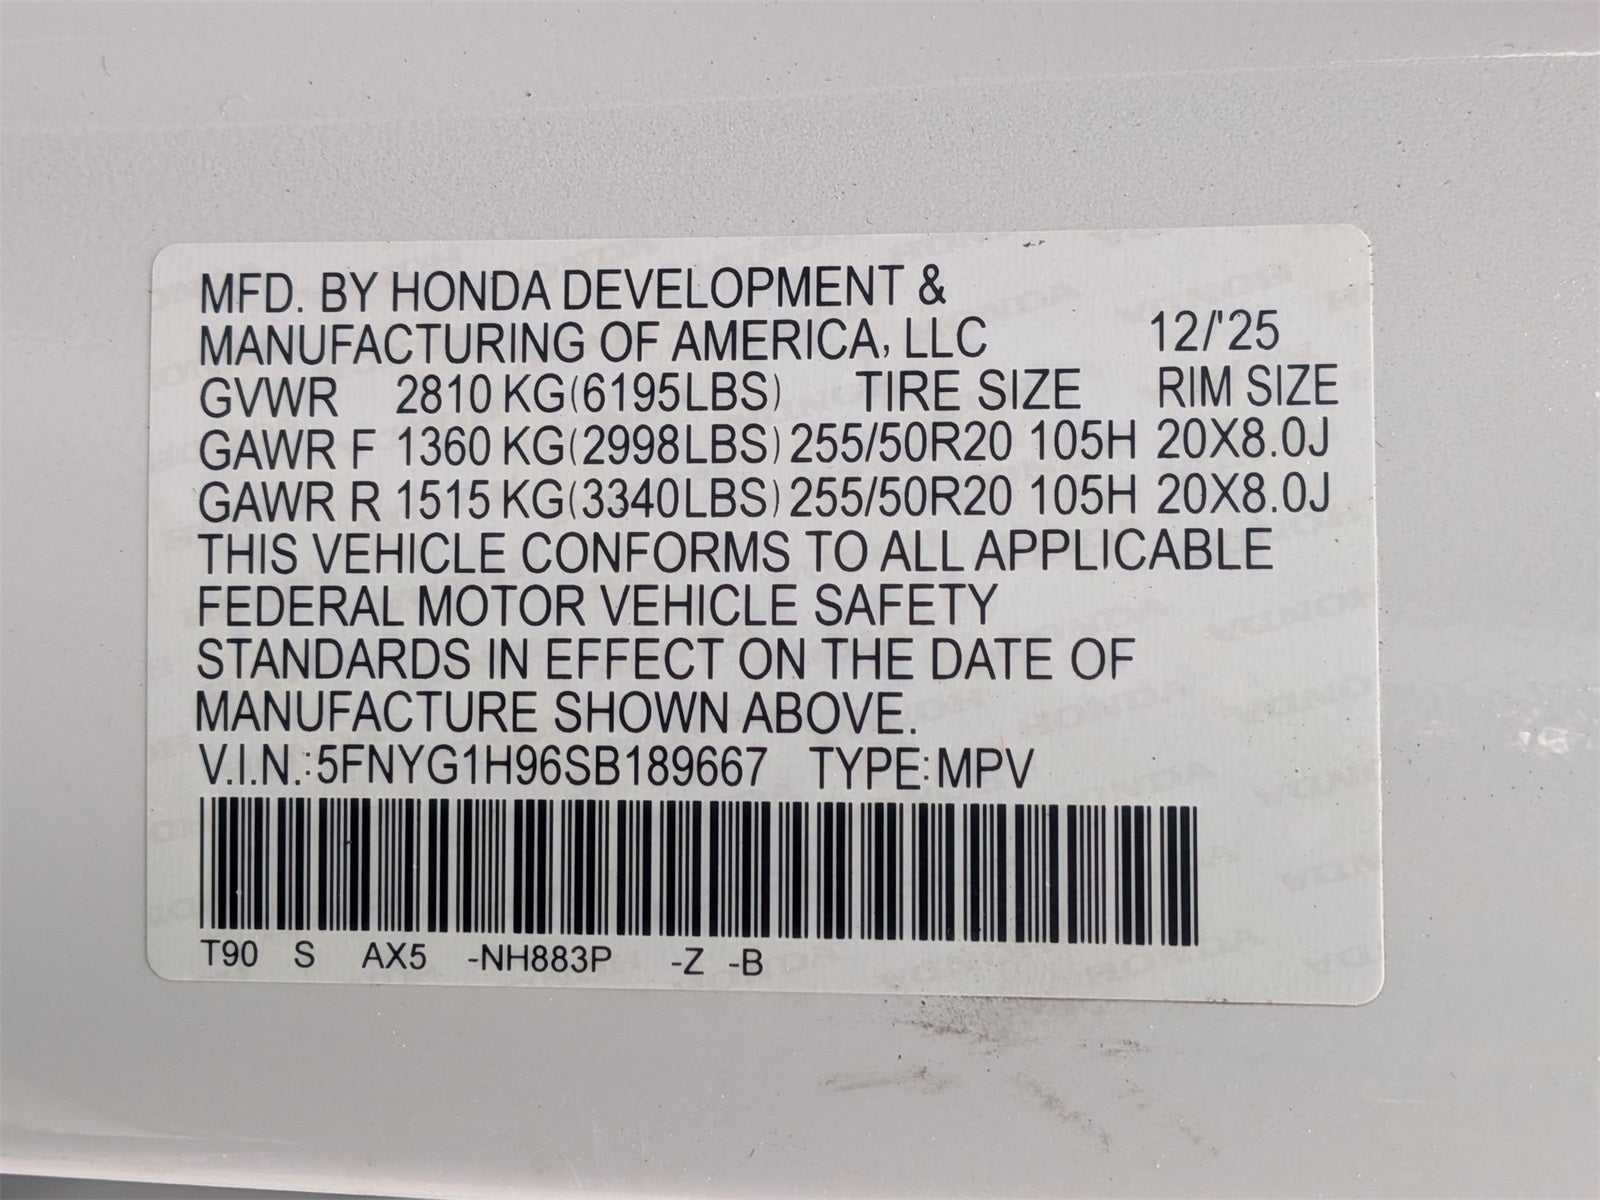 MFD. BY HONDA DEVELOPMENT &
MANUFACTURING OF AMERICA, LLC 12/'25
GVWR 2810 KG(6195LBS) TIRE SIZE RIM SIZE
GAWR F 1360 KG(2998LBS) 255/50R20 105H 20X8.0J
GAWR R 1515 KG(3340LBS) 255/50R20 105H 20X8.0J
THIS VEHICLE CONFORMS TO ALL APPLICABLE
FEDERAL MOTOR VEHICLE SAFETY
STANDARDS IN EFFECT ON THE DATE OF
MANUFACTURE SHOWN ABOVE.
V.I.N.:5FNYG1H96SB189667 TYPE:MPV
T90 S AX5 -NH883P -Z -B